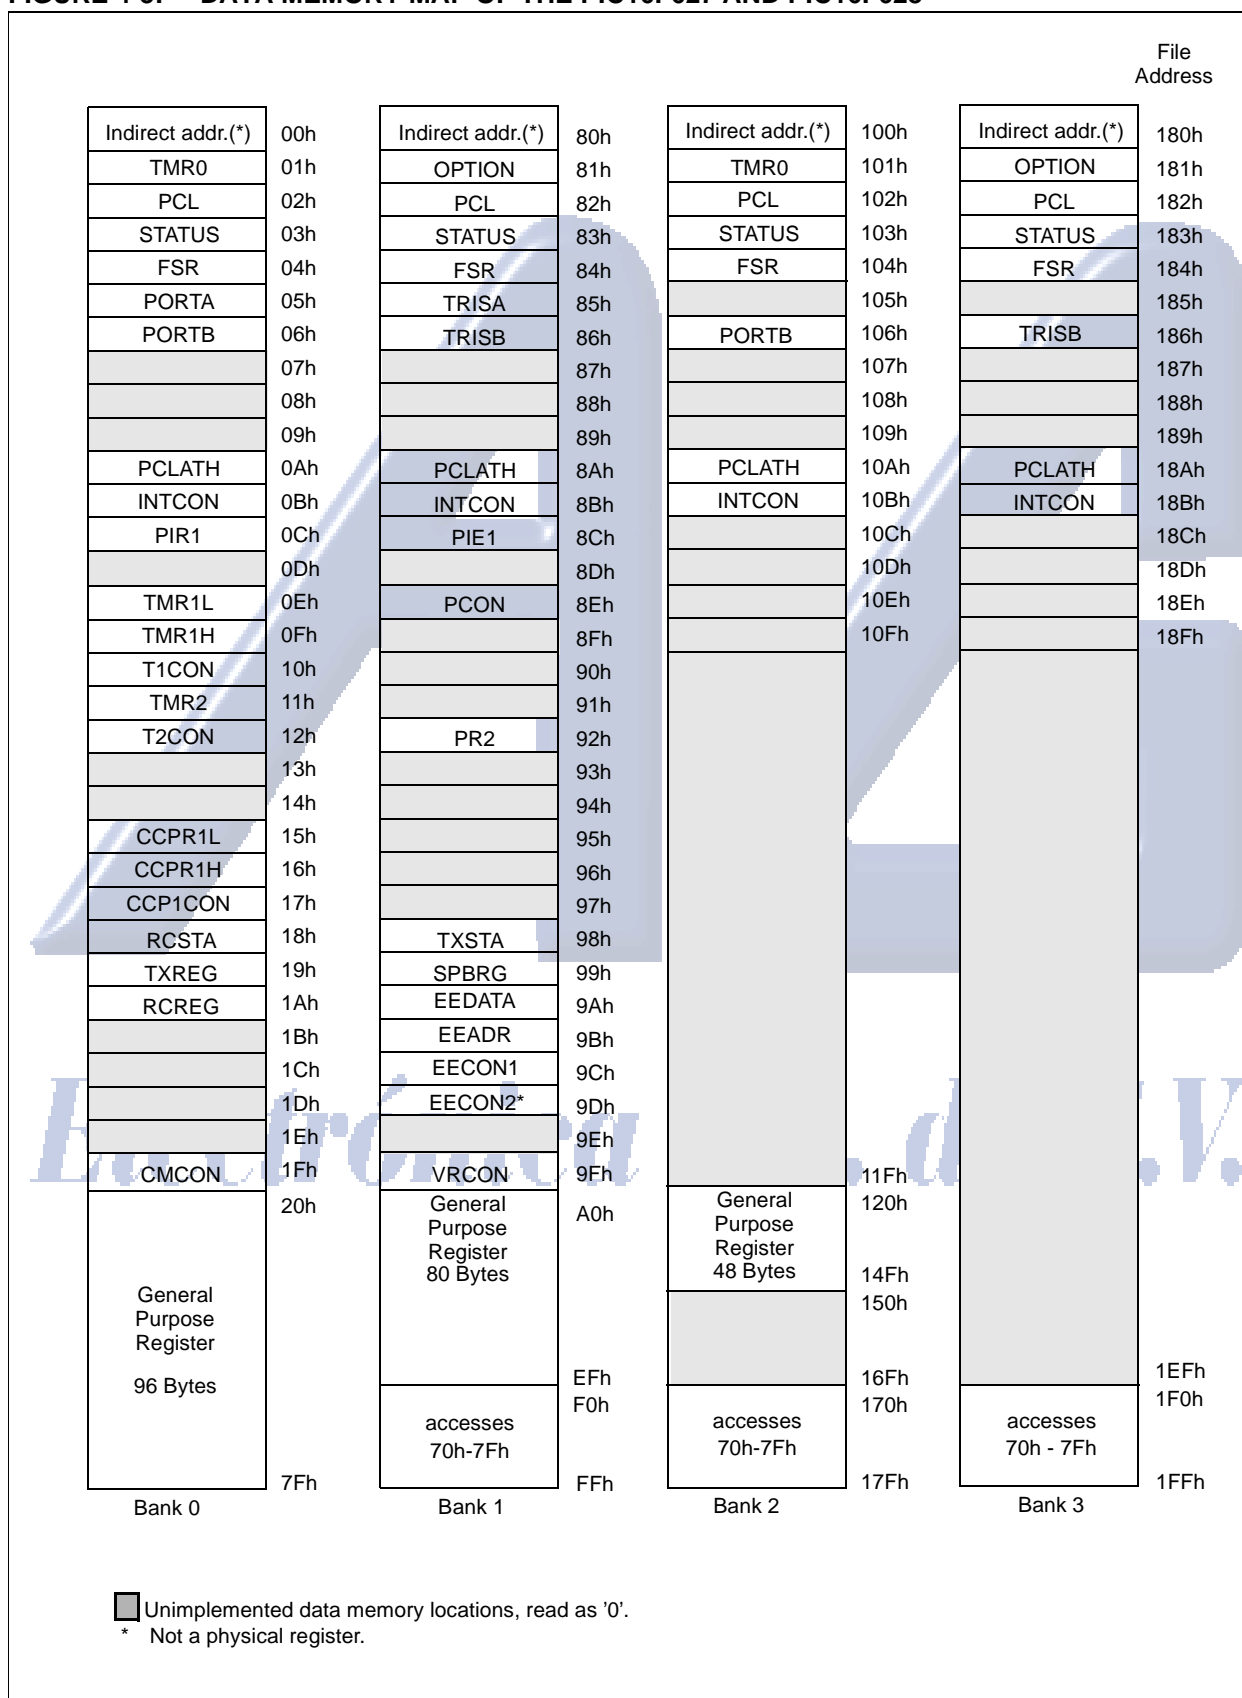 File
Address
Indirect addr.(*) 00h Indirect addr.(*) 80h Indirect addr.(*) 100h Indirect addr.(*) 180h
TMR0 01h OPTION 81h TMR0 101h OPTION 181h
PCL 02h PCL 82h PCL 102h PCL 182h
STATUS 03h STATUS 83h STATUS 103h STATUS 183h
FSR 04h FSR 84h FSR 104h FSR 184h
PORTA 05h TRISA 85h 105h 185h
PORTB 06h TRISB 86h PORTB 106h TRISB 186h
07h 87h 107h 187h
08h 88h 108h 188h
09h 89h 109h 189h
PCLATH 0Ah PCLATH 8Ah PCLATH 10Ah PCLATH 18Ah
INTCON 0Bh INTCON 8Bh INTCON 10Bh INTCON 18Bh
PIR1 0Ch PIE1 8Ch 10Ch 18Ch
0Dh 8Dh 10Dh 18Dh
TMR1L 0Eh PCON 8Eh 10Eh 18Eh
TMR1H 0Fh 8Fh 10Fh 18Fh
T1CON 10h 90h
TMR2 11h 91h
T2CON 12h PR2 92h
13h 93h
14h 94h
CCPR1L 15h 95h
CCPR1H 16h 96h
CCP1CON 17h 97h
RCSTA 18h TXSTA 98h
TXREG 19h SPBRG 99h
RCREG 1Ah EEDATA 9Ah
1Bh EEADR 9Bh
1Ch EECON1 9Ch
1Dh EECON2* 9Dh
1Eh 9Eh
CMCON 1Fh VRCON 9Fh 11Fh
20h General A0h General 120h
Purpose Purpose
Register Register
80 Bytes 48 Bytes 14Fh
General 150h
Purpose
Register
96 Bytes EFh 16Fh 1EFh
F0h 170h 1F0h
accesses accesses accesses
70h-7Fh 70h-7Fh 70h - 7Fh
7Fh FFh 17Fh 1FFh
Bank 0 Bank 1 Bank 2 Bank 3
Unimplemented data memory locations, read as '0'.
* Not a physical register.